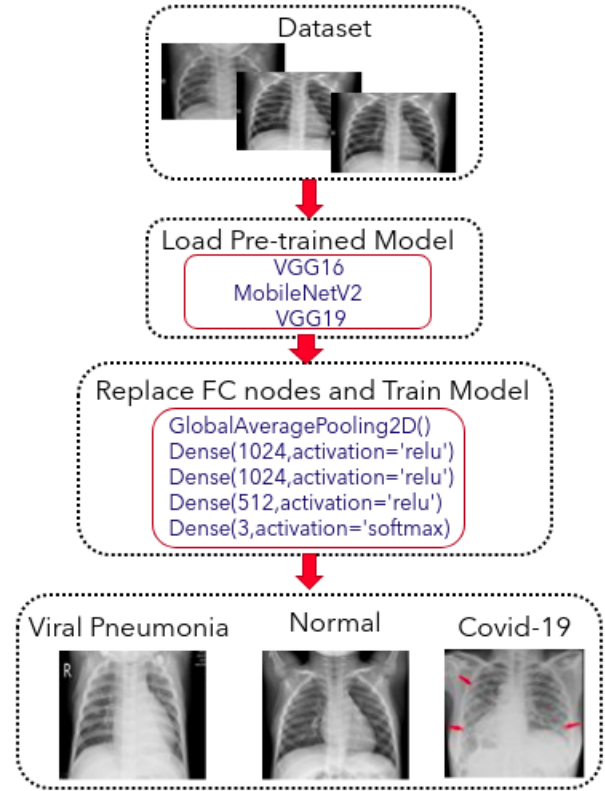 Dataset
Load Pre-trained Model
VGG16
MobileNetV2
VGG19
Replace FC nodes and Train Model
GlobalAveragePooling2D()
Dense(1024,activation='relu')
Dense(1024,activation='relu')
Dense(512,activation='relu')
Dense(3,activation='softmax)
Viral Pneumonia
Normal
Covid-19
R